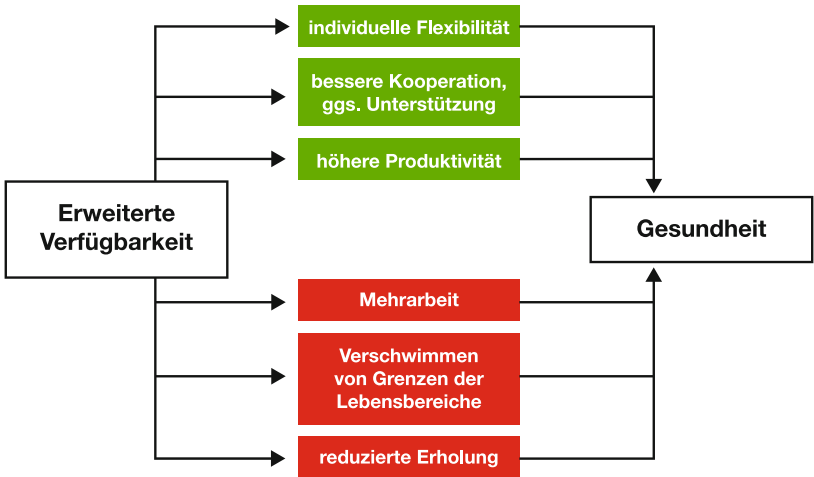 individuelle Flexibilität
bessere Kooperation,
ggs. Unterstützung
höhere Produktivität
Erweiterte
Verfügbarkeit
Gesundheit
Mehrarbeit
Verschwimmen
von Grenzen der
Lebensbereiche
reduzierte Erholung